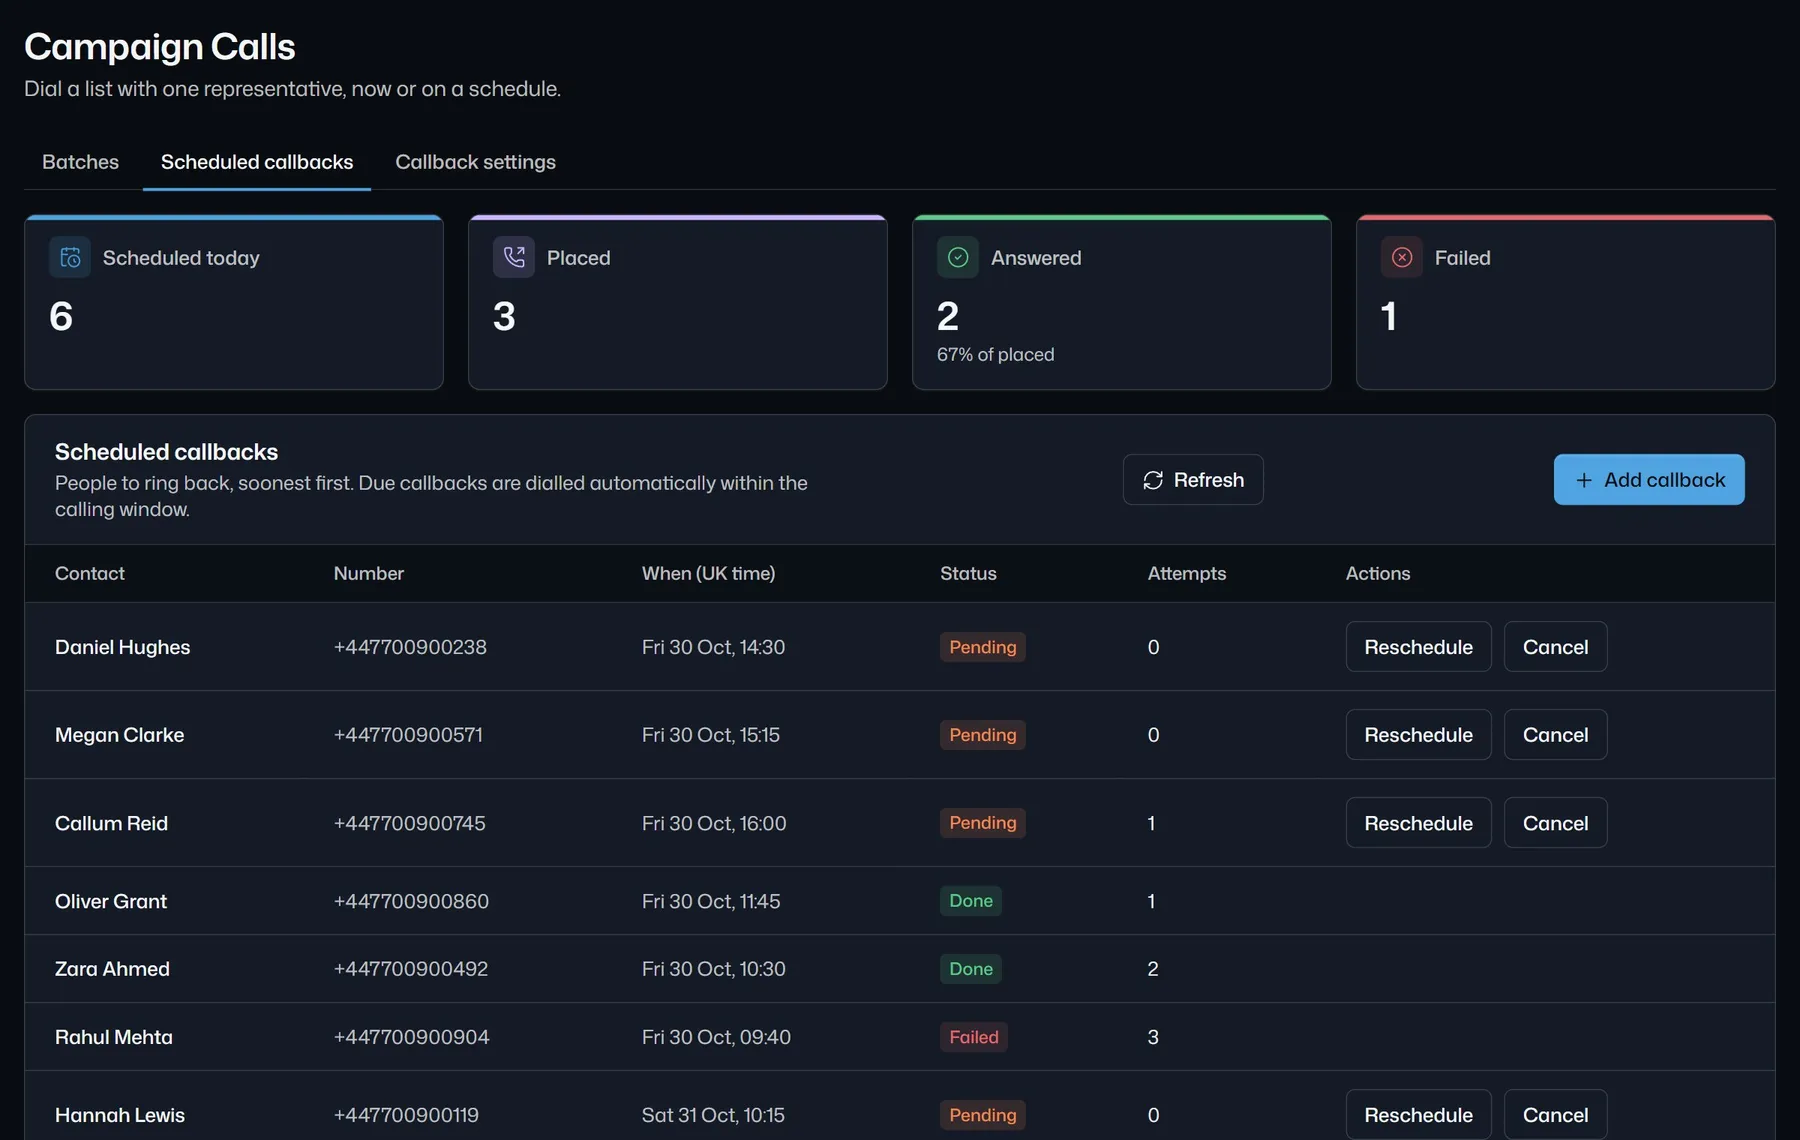 Campaign Calls
Dial a list with one representative, now or on a schedule.
Batches Scheduled callbacks Callback settings
Scheduled today
6
Placed
3
Answered
2
67% of placed
Failed
1
Scheduled callbacks
People to ring back, soonest first. Due callbacks are dialled automatically within the
calling window.
Refresh
Add callback
Contact Number When (UK time) Status Attempts Actions
Daniel Hughes +447700900238 Fri 30 Oct, 14:30 Pending 0 Reschedule Cancel
Megan Clarke +447700900571 Fri 30 Oct, 15:15 Pending 0 Reschedule Cancel
Callum Reid +447700900745 Fri 30 Oct, 16:00 Pending 1 Reschedule Cancel
Oliver Grant +447700900860 Fri 30 Oct, 11:45 Done 1
Zara Ahmed +447700900492 Fri 30 Oct, 10:30 Done 2
Rahul Mehta +447700900904 Fri 30 Oct, 09:40 Failed 3
Hannah Lewis +447700900119 Sat 31 Oct, 10:15 Pending 0 Reschedule Cancel